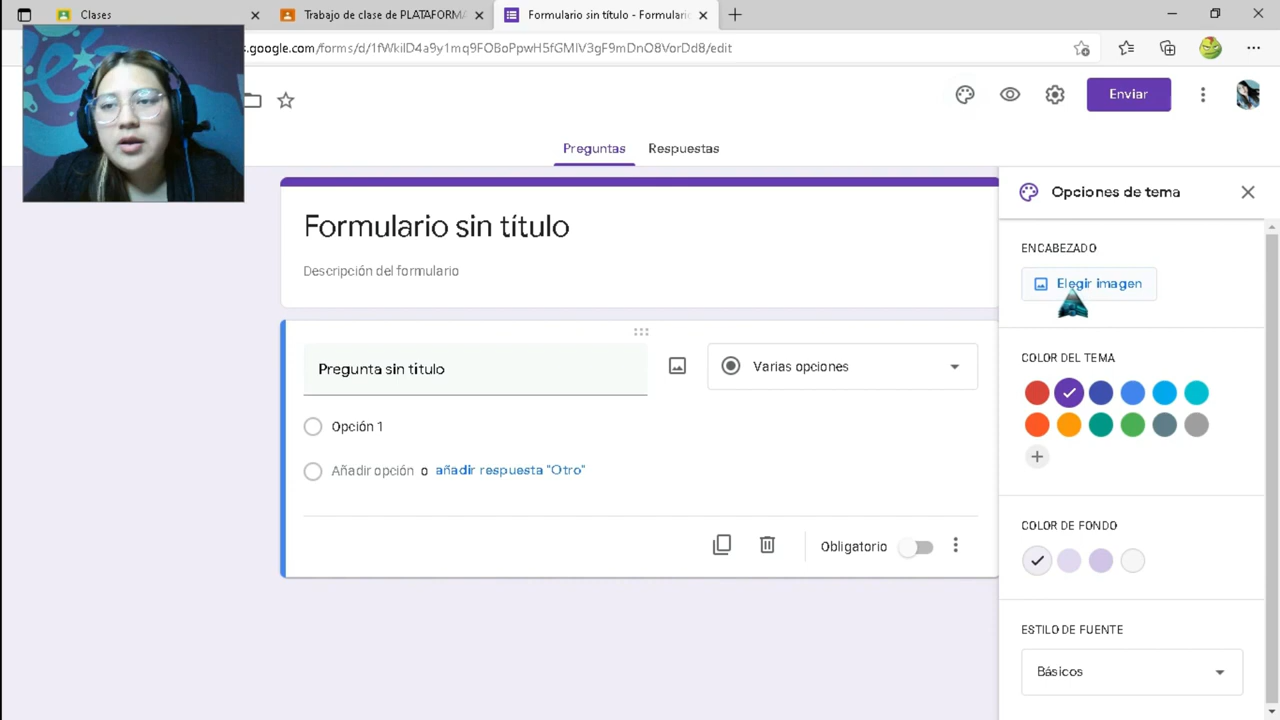 Clases
Trabajo de clase de PLATAFORMA
Formulario sin título - Formulario
s.google.com/forms/d/1fWkilD4a9y1mq9FOBoPpwH5fGMIV3gF9mDnO8VorDd8/edit
Enviar
Preguntas
Respuestas
Opciones de tema
Formulario sin título
Descripción del formulario
ENCABEZADO
Elegir imagen
Pregunta sin título
Varias opciones
Opción 1
Añadir opción o añadir respuesta "Otro"
Obligatorio
COLOR DEL TEMA
COLOR DE FONDO
ESTILO DE FUENTE
Básicos